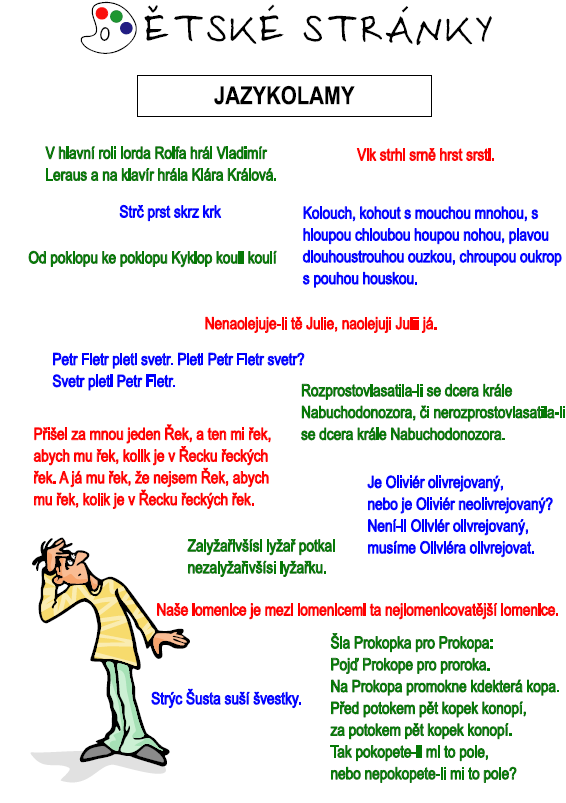 DĚTSKÉ STRÁNKY
JAZYKOLAMY
V hlavní roli lorda Rolfa hrál Vladimír
Leraus a na klavír hrála Klára Králová.
Vlk strhl srně hrst srsti.
Strč prst skrz krk
Kolouch, kohout s mouchou mnohou, s
hloupou chloubou houpou nohou, plavou
dlouhoustrouhou ouzkou, chroupou oukrop
s pouhou houskou.
Od poklopu ke poklopu Kyklop koulí koulí
Nenaolejuje-li tě Julie, naolejuji Julii já.
Petr Fletr pletl svetr. Pletl Petr Fletr svetr?
Svetr pletl Petr Fletr.
Rozprostovlasatila-li se dcera krále
Nabuchodonozora, či nerozprostovlasatila-li
se dcera krále Nabuchodonozora.
Přišel za mnou jeden Řek, a ten mi řek,
abych mu řek, kolik je v Řecku řeckých
řek. A já mu řek, že nejsem Řek, abych
mu řek, kolik je v Řecku řeckých řek.
Je Oliviér olivrejovaný,
nebo je Oliviér neolivrejovaný?
Není-li Oliviér olivrejovaný,
musíme Oliviéra olivrejovat.
Zalyžařivšísi lyžař potkal
nezalyžařivšísi lyžařku.
Naše lomenice je mezi lomenicemi ta nejlomenicovatější lomenice.
Strýc Šusta suší švestky.
Šla Prokopka pro Prokopa:
Pojď Prokope pro proroka.
Na Prokopa promokne kdekterá kopa.
Před potokem pět kopek konopí,
za potokem pět kopek konopí.
Tak pokopete-li mi to pole,
nebo nepokopete-li mi to pole?